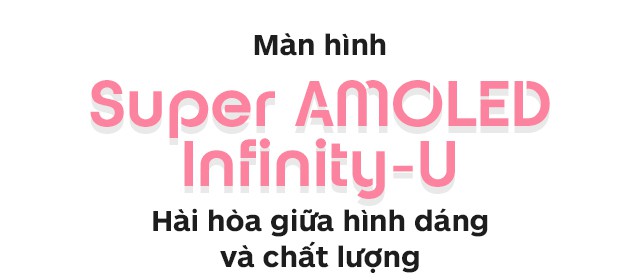 Màn hình
Super AMOLED
Infinity-U
Hài hòa giữa hình dáng
và chất lượng